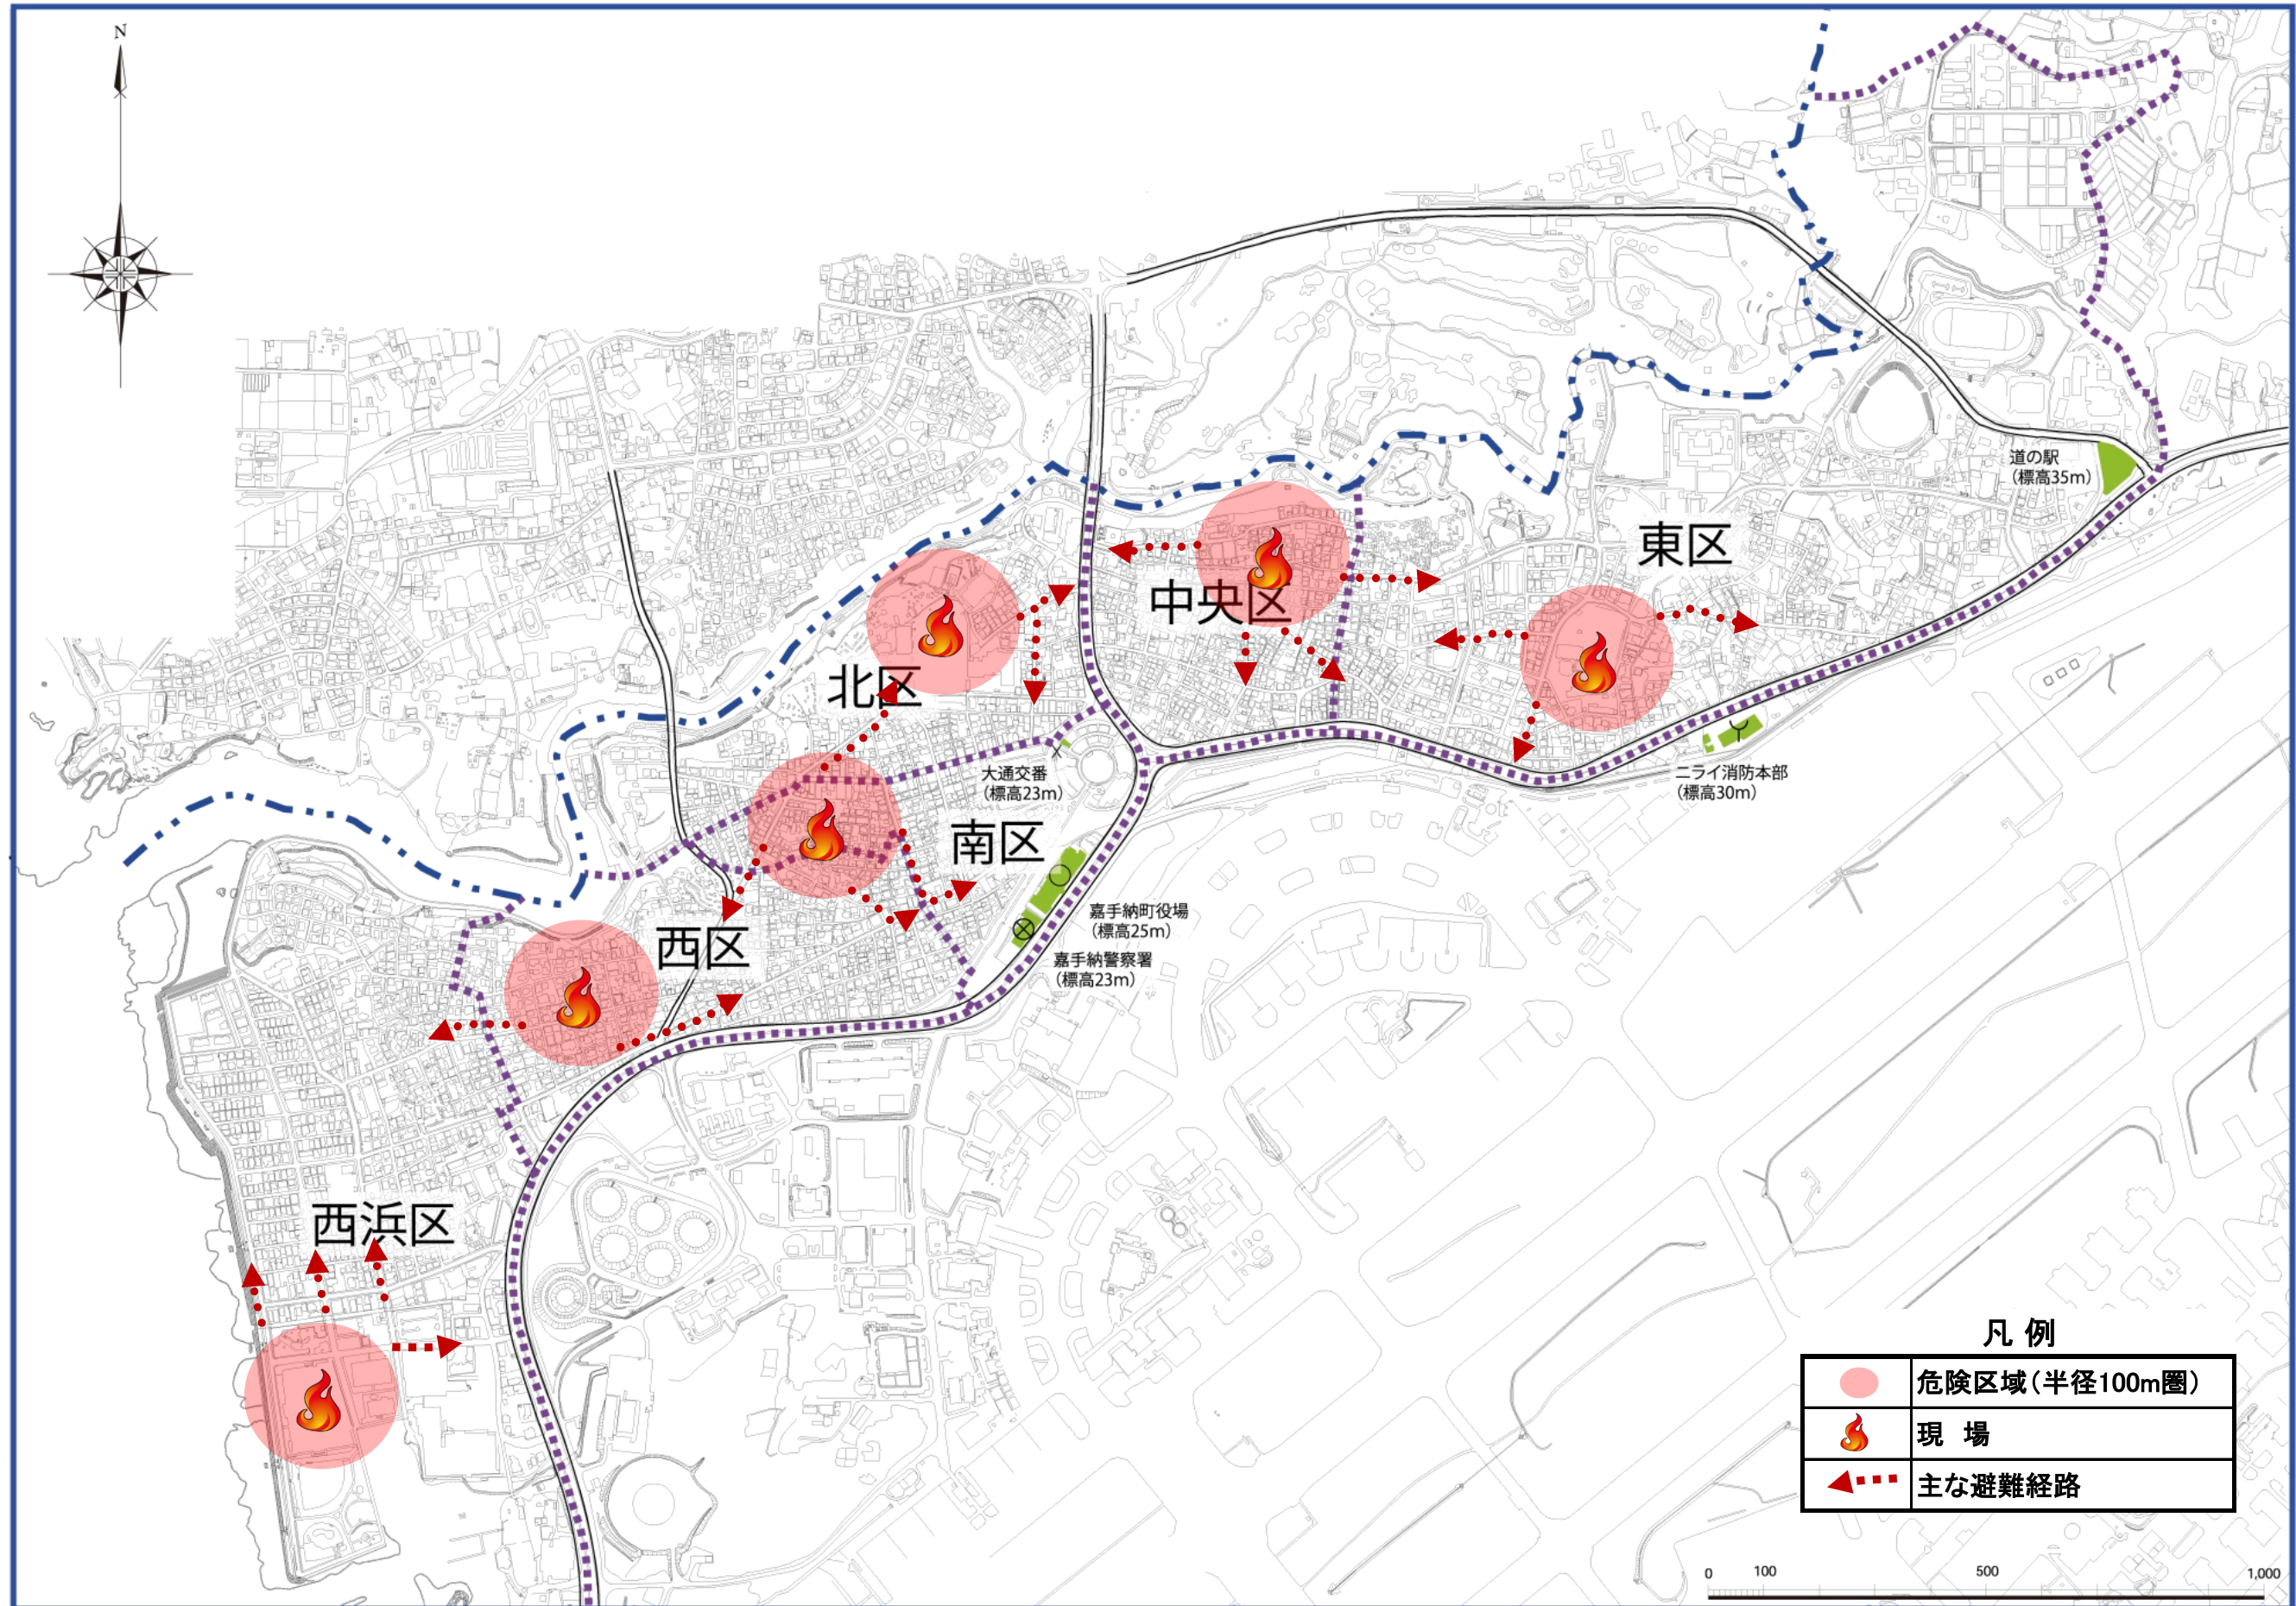 N
道の駅
（標高35m）
東区
中央区
北区
大通交番
（標高23m）
ニライ消防本部
（標高30m）
南区
嘉手納町役場
（標高25m）
西区
嘉手納警察署
（標高23m）
西浜区
凡 例
危険区域（半径100m圏）
現 場
主な避難経路
0 100 500 1,000